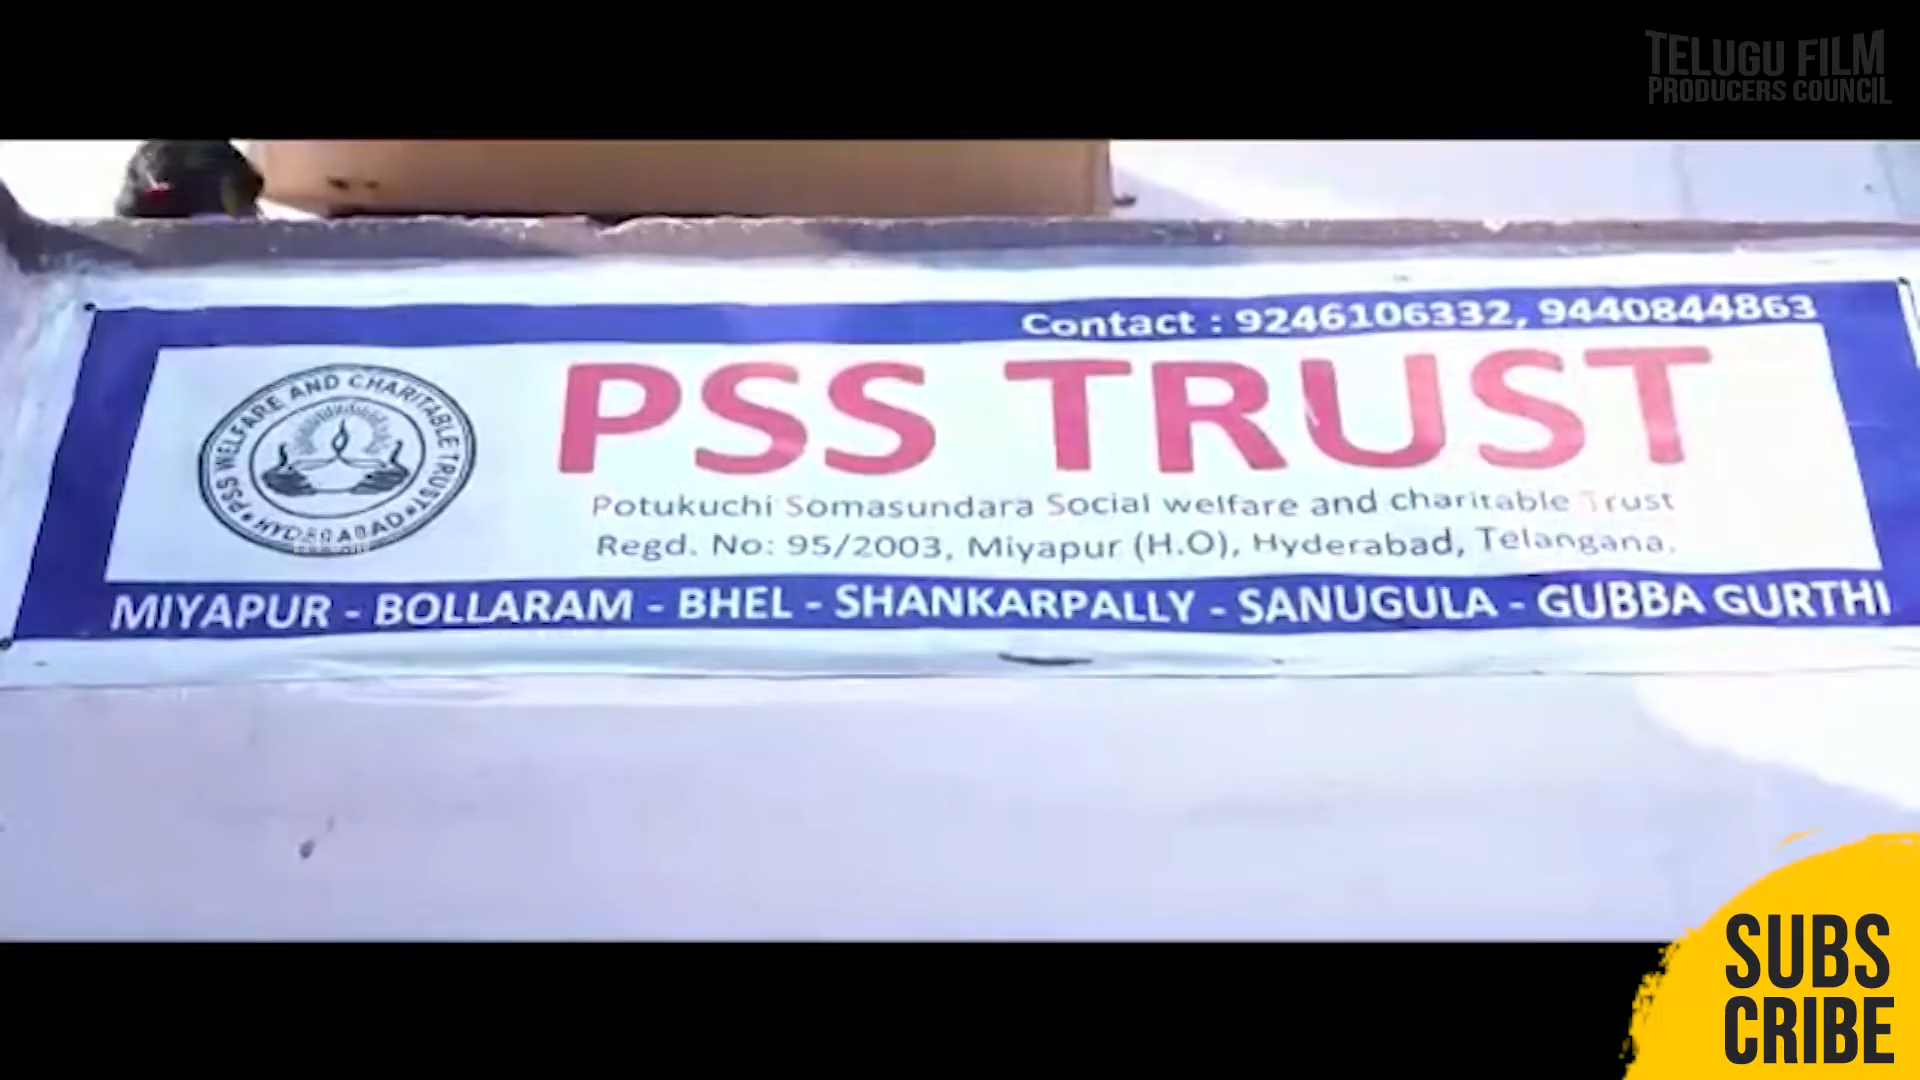 TELUGU FILM
PRODUCERS COUNCIL
Contact : 9246106332, 9440844863
PSS TRUST
PSS WELFARE AND CHARITABLE TRUST
HYDERABAD
Potukuchi Somasundara Social welfare and charitable Trust
Regd. No: 95/2003, Miyapur (H.O), Hyderabad, Telangana.
MIYAPUR - BOLLARAM - BHEL - SHANKARPALLY - SANUGULA - GUBBA GURTHI
SUBS
CRIBE